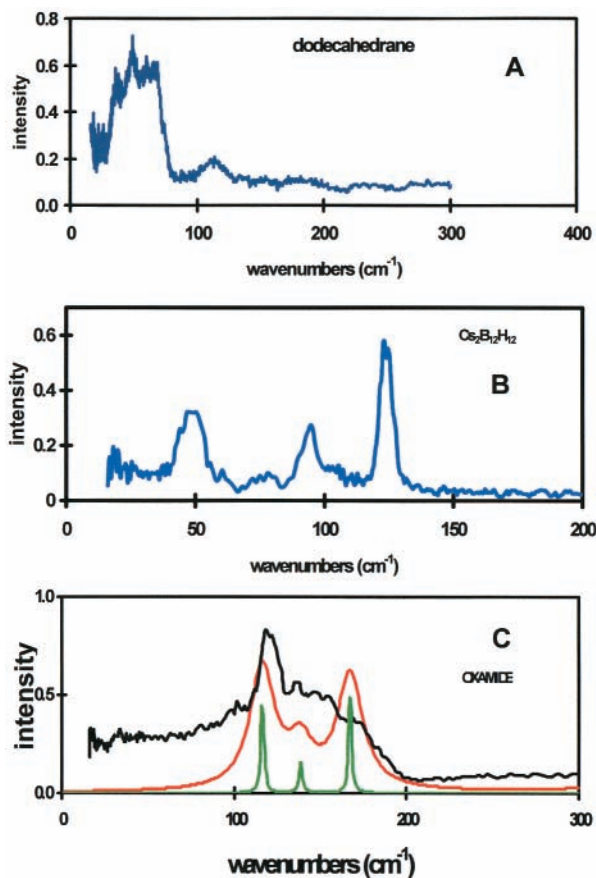 0.8
dodecahedrane
A
0.6
0.4
0.2
0.0
intensity
0 100 200 300 400
wavenumbers (cm⁻¹)
0.6
Cs₂B₁₂H₁₂
B
0.4
0.2
0
intensity
0 50 100 150 200
wavenumbers (cm⁻¹)
1.0
C
OXAMIDE
0.5
0.0
intensity
0 100 200 300
wavenumbers (cm⁻¹)